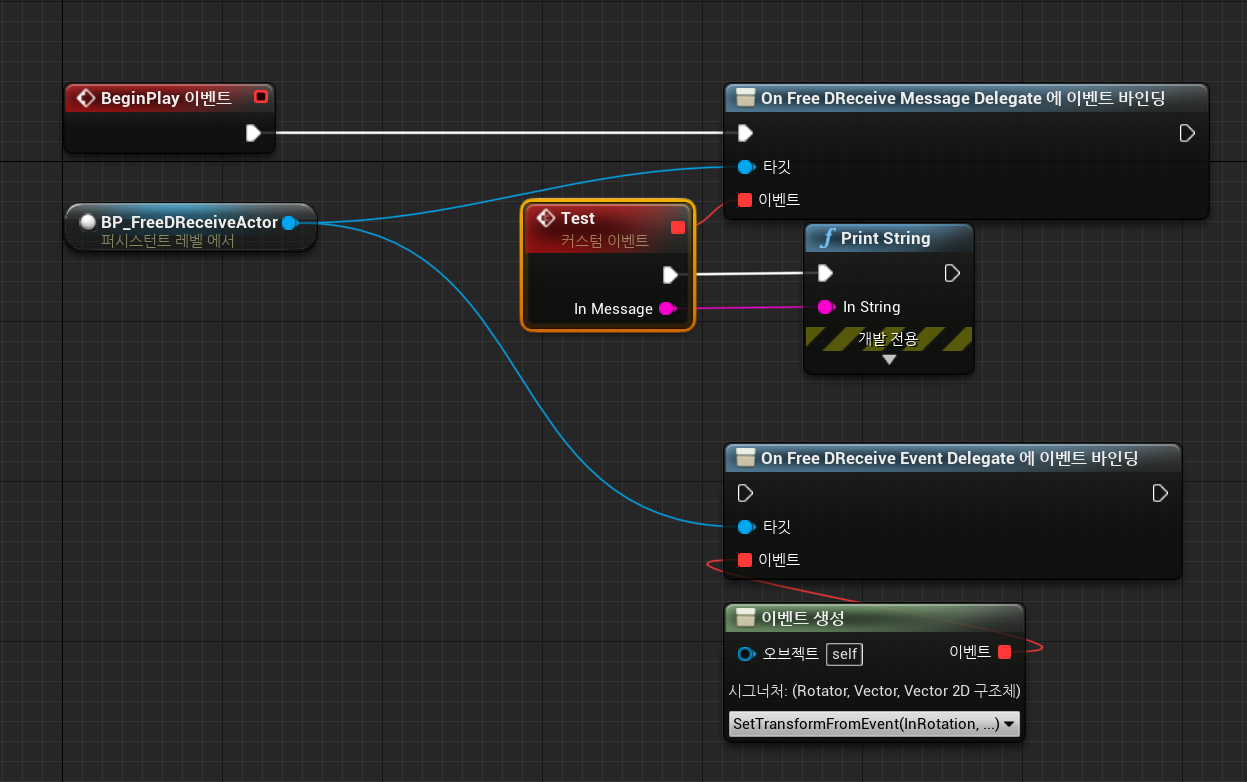 BeginPlay 이벤트
On Free DReceive Message Delegate 에 이벤트 바인딩
타깃
이벤트
BP_FreeDReceiveActor
퍼시스턴트 레벨 에서
Test
커스텀 이벤트
In Message
Print String
In String
개발 전용
On Free DReceive Event Delegate 에 이벤트 바인딩
타깃
이벤트
이벤트 생성
오브젝트 self 이벤트
시그너처: (Rotator, Vector, Vector 2D 구조체)
SetTransformFromEvent(InRotation, ...)